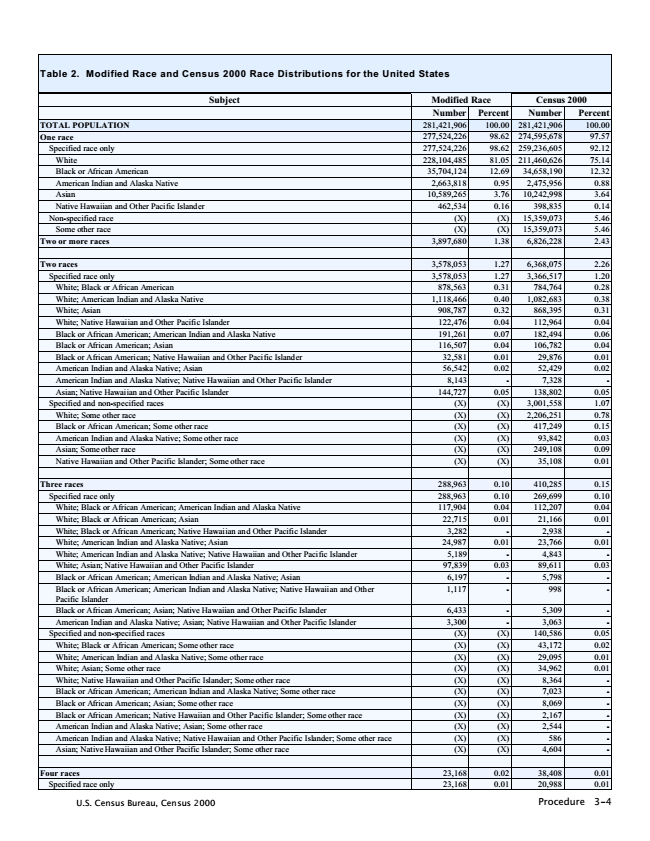 Table 2. Modified Race and Census 2000 Race Distributions for the United States
Subject Modified Race Census 2000
Number Percent Number Percent
TOTAL POPULATION 281,421,906 100.00 281,421,906 100.00
One race 277,524,226 98.62 274,595,678 97.57
Specified race only 277,524,226 98.62 259,236,605 92.12
White 228,104,485 81.05 211,460,626 75.14
Black or African American 35,704,124 12.69 34,658,190 12.32
American Indian and Alaska Native 2,663,818 0.95 2,475,956 0.88
Asian 10,589,265 3.76 10,242,998 3.64
Native Hawaiian and Other Pacific Islander 462,534 0.16 398,835 0.14
Non-specified race (X) (X) 15,359,073 5.46
Some other race (X) (X) 15,359,073 5.46
Two or more races 3,897,680 1.38 6,826,228 2.43
Two races 3,578,053 1.27 6,368,075 2.26
Specified race only 3,578,053 1.27 3,366,517 1.20
White; Black or African American 878,563 0.31 784,764 0.28
White; American Indian and Alaska Native 1,118,466 0.40 1,082,683 0.38
White; Asian 908,787 0.32 868,395 0.31
White; Native Hawaiian and Other Pacific Islander 122,476 0.04 112,964 0.04
Black or African American; American Indian and Alaska Native 191,261 0.07 182,494 0.06
Black or African American; Asian 116,507 0.04 106,782 0.04
Black or African American; Native Hawaiian and Other Pacific Islander 32,581 0.01 29,876 0.01
American Indian and Alaska Native; Asian 56,542 0.02 52,429 0.02
American Indian and Alaska Native; Native Hawaiian and Other Pacific Islander 8,143 - 7,328 -
Asian; Native Hawaiian and Other Pacific Islander 144,727 0.05 138,802 0.05
Specified and non-specified races (X) (X) 3,001,558 1.07
White; Some other race (X) (X) 2,206,251 0.78
Black or African American; Some other race (X) (X) 417,249 0.15
American Indian and Alaska Native; Some other race (X) (X) 93,842 0.03
Asian; Some other race (X) (X) 249,108 0.09
Native Hawaiian and Other Pacific Islander; Some other race (X) (X) 35,108 0.01
Three races 288,963 0.10 410,285 0.15
Specified race only 288,963 0.10 269,699 0.10
White; Black or African American; American Indian and Alaska Native 117,904 0.04 112,207 0.04
White; Black or African American; Asian 22,715 0.01 21,166 0.01
White; Black or African American; Native Hawaiian and Other Pacific Islander 3,282 - 2,938 -
White; American Indian and Alaska Native; Asian 24,987 0.01 23,766 0.01
White; American Indian and Alaska Native; Native Hawaiian and Other Pacific Islander 5,189 - 4,843 -
White; Asian; Native Hawaiian and Other Pacific Islander 97,839 0.03 89,611 0.03
Black or African American; American Indian and Alaska Native; Asian 6,197 - 5,798 -
Black or African American; American Indian and Alaska Native; Native Hawaiian and Other 1,117 - 998 -
Pacific Islander
Black or African American; Asian; Native Hawaiian and Other Pacific Islander 6,433 - 5,309 -
American Indian and Alaska Native; Asian; Native Hawaiian and Other Pacific Islander 3,300 - 3,063 -
Specified and non-specified races (X) (X) 140,586 0.05
White; Black or African American; Some other race (X) (X) 43,172 0.02
White; American Indian and Alaska Native; Some other race (X) (X) 29,095 0.01
White; Asian; Some other race (X) (X) 34,962 0.01
White; Native Hawaiian and Other Pacific Islander; Some other race (X) (X) 8,364 -
Black or African American; American Indian and Alaska Native; Some other race (X) (X) 7,023 -
Black or African American; Asian; Some other race (X) (X) 8,069 -
Black or African American; Native Hawaiian and Other Pacific Islander; Some other race (X) (X) 2,167 -
American Indian and Alaska Native; Asian; Some other race (X) (X) 2,544 -
American Indian and Alaska Native; Native Hawaiian and Other Pacific Islander; Some other race (X) (X) 586 -
Asian; Native Hawaiian and Other Pacific Islander; Some other race (X) (X) 4,604 -
Four races 23,168 0.02 38,408 0.01
Specified race only 23,168 0.01 20,988 0.01
U.S. Census Bureau, Census 2000 Procedure 3-4